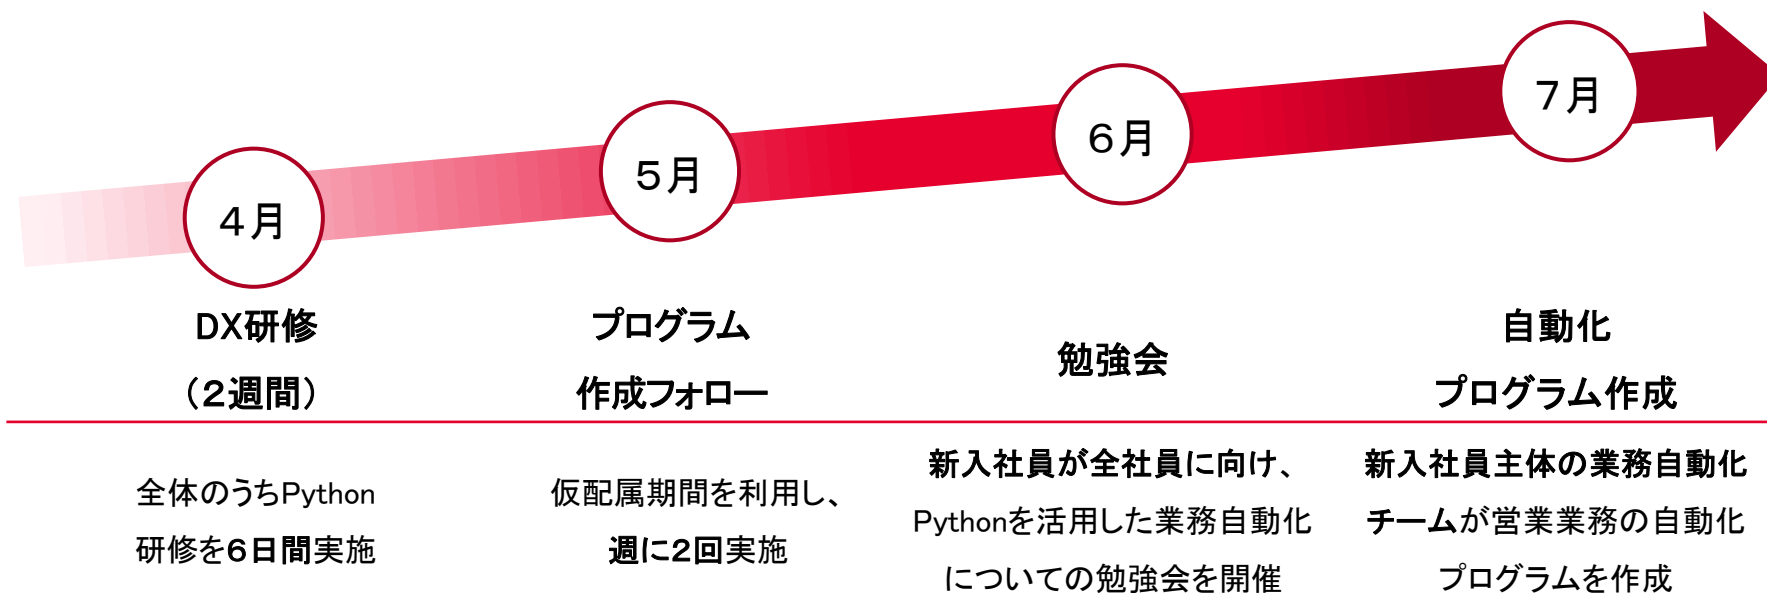 4月
5月
6月
7月
DX研修
（2週間）
プログラム
作成フォロー
勉強会
自動化
プログラム作成
全体のうちPython
研修を6日間実施
仮配属期間を利用し、
週に2回実施
新入社員が全社員に向け、
Pythonを活用した業務自動化
についての勉強会を開催
新入社員主体の業務自動化
チームが営業業務の自動化
プログラムを作成